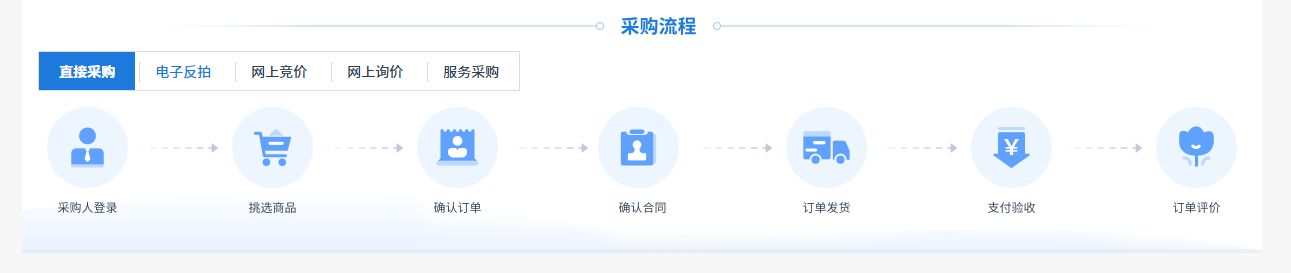 采购流程
直接采购 电子反拍 网上竞价 网上询价 服务采购
¥
采购人登录 挑选商品 确认订单 确认合同 订单发货 支付验收 订单评价